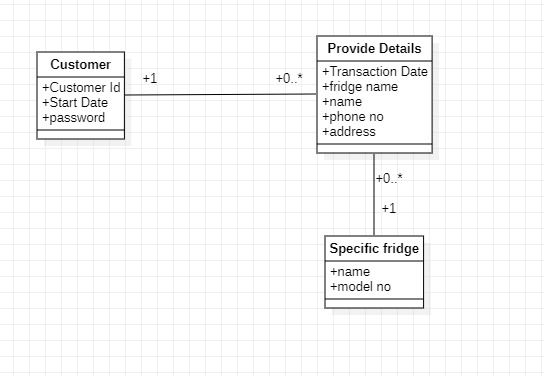 Customer
+Customer Id
+Start Date
+password
+1
+0..*
Provide Details
+Transaction Date
+fridge name
+name
+phone no
+address
+0..*
+1
Specific fridge
+name
+model no